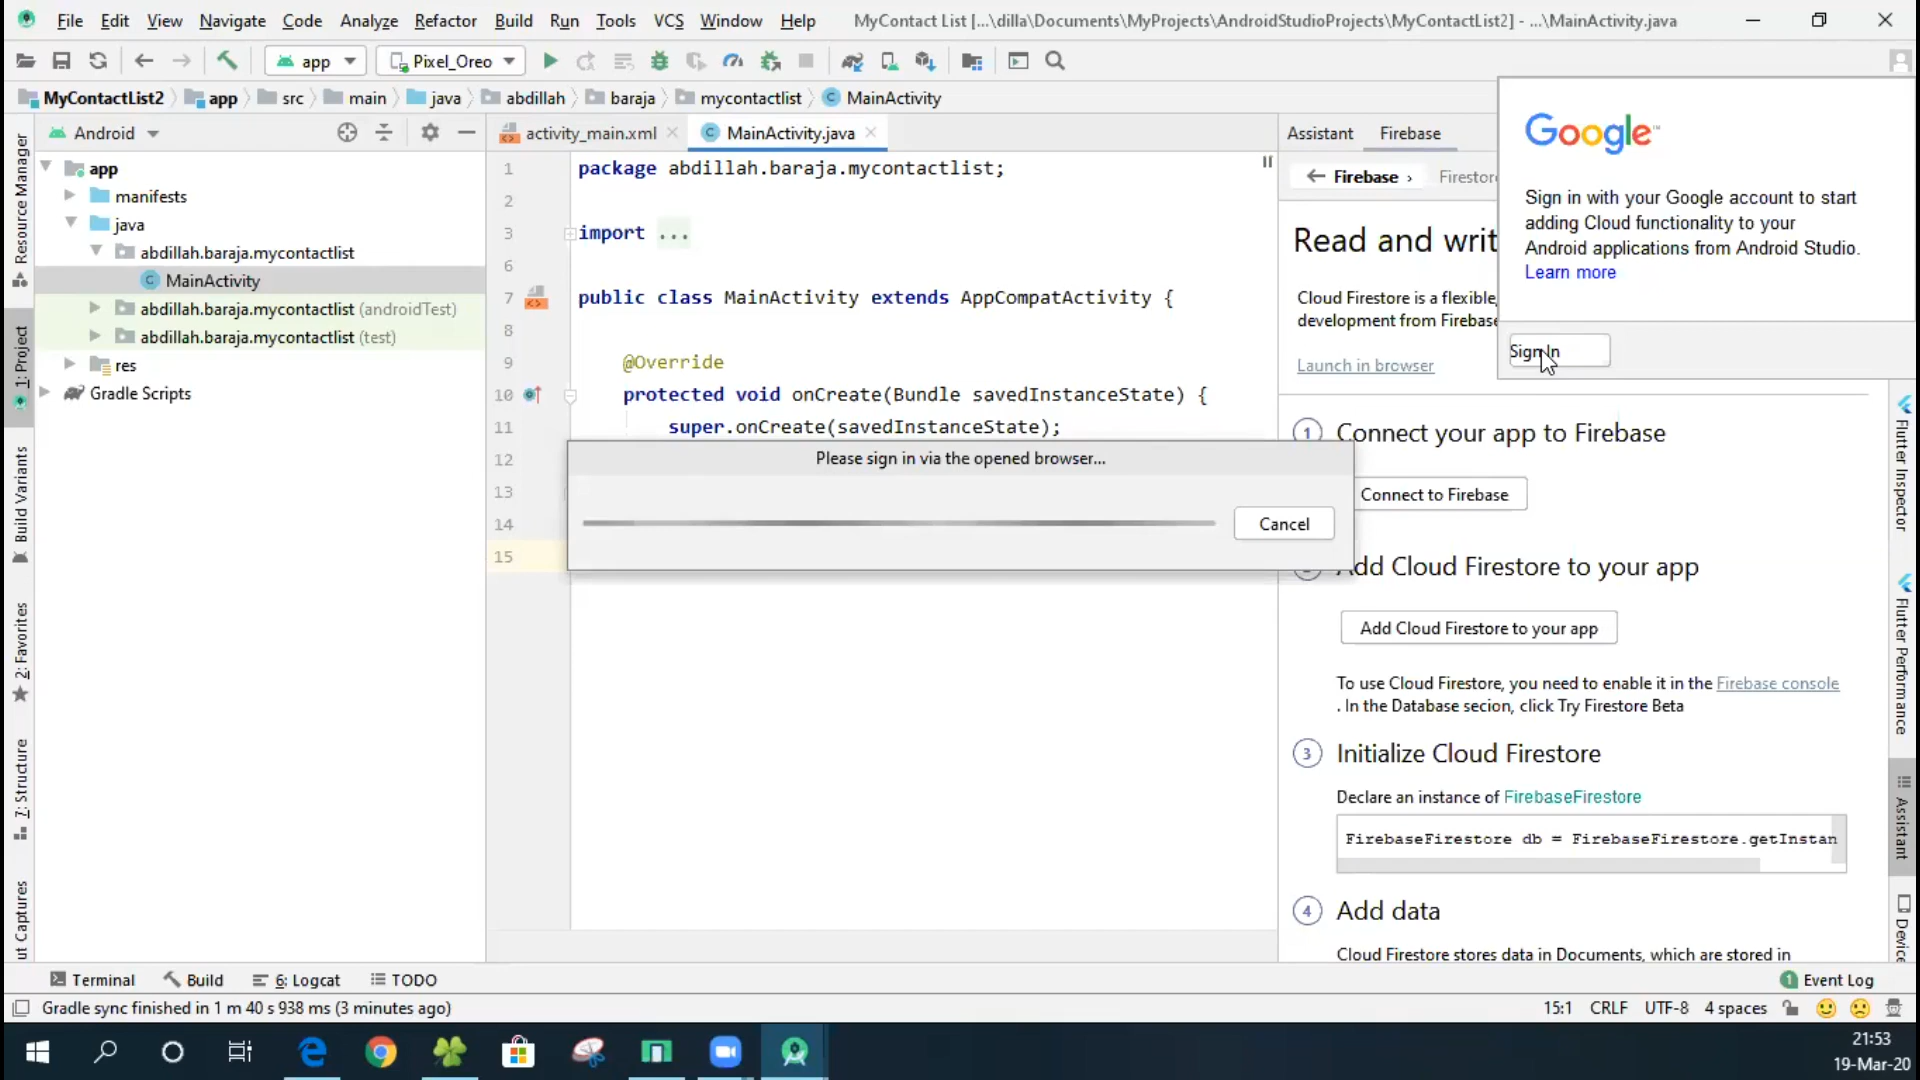 File Edit View Navigate Code Analyze Refactor Build Run Tools VCS Window Help MyContact List [...\dilla\Documents\MyProjects\AndroidStudioProjects\MyContactList2] - ...\MainActivity.java
app Pixel_Oreo
MyContactList2 app src main java abdillah baraja mycontactlist MainActivity
Android
activity_main.xml
MainActivity.java
Assistant Firebase
Resource Manager
1: Project
Build Variants
2: Favorites
7: Structure
ut Captures
app
manifests
java
abdillah.baraja.mycontactlist
MainActivity
abdillah.baraja.mycontactlist (androidTest)
abdillah.baraja.mycontactlist (test)
res
Gradle Scripts
1 package abdillah.baraja.mycontactlist;
2
3 import ...
6
7 public class MainActivity extends AppCompatActivity {
8
9 @Override
10 protected void onCreate(Bundle savedInstanceState) {
11 super.onCreate(savedInstanceState);
12
13
14
15
Please sign in via the opened browser...
Cancel
Firebase ›
Read and writ
Cloud Firestore is a flexible,
development from Firebase
Launch in browser
Google™
Sign in with your Google account to start
adding Cloud functionality to your
Android applications from Android Studio.
Learn more
Sign In
1 Connect your app to Firebase
Connect to Firebase
Add Cloud Firestore to your app
Add Cloud Firestore to your app
To use Cloud Firestore, you need to enable it in the Firebase console
. In the Database secion, click Try Firestore Beta
3 Initialize Cloud Firestore
Declare an instance of FirebaseFirestore
FirebaseFirestore db = FirebaseFirestore.getInstan
4 Add data
Cloud Firestore stores data in Documents, which are stored in
Flutter Inspector
Flutter Performance
Assistant
Device
Terminal Build 6: Logcat TODO
1 Event Log
Gradle sync finished in 1 m 40 s 938 ms (3 minutes ago)
15:1 CRLF UTF-8 4 spaces
21:53
19-Mar-20